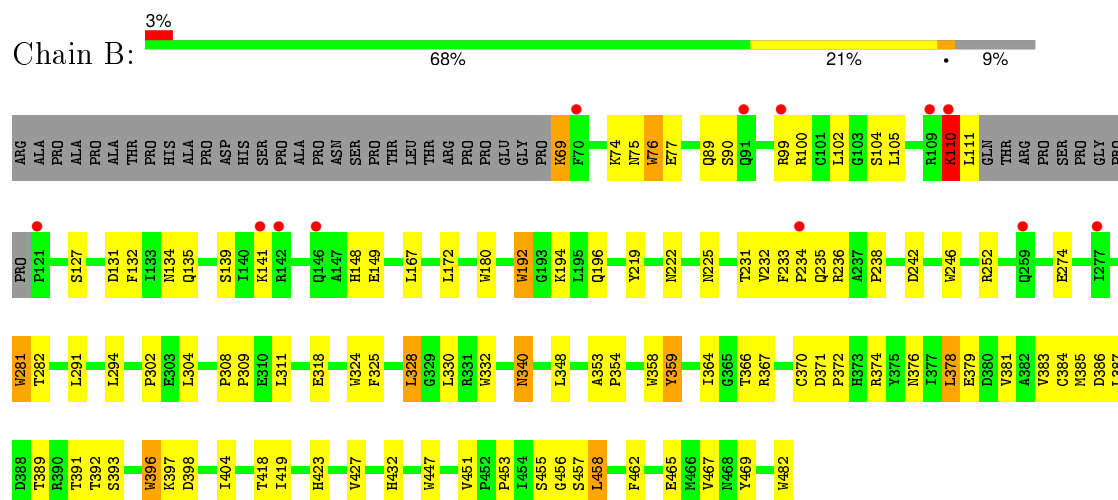 3%
Chain B:
68% 21% • 9%
ARG ALA PRO ALA PRO ALA THR PRO HIS ALA PRO ASP HIS SER PRO ALA PRO ASN SER PRO THR LEU THR ARG PRO PRO GLU GLY PRO K69 F70 K74 N75 W76 E77 Q89 S90 Q91 R99 R100 C101 L102 G103 S104 L105 R109 K110 L111 GLN THR ARG PRO SER PRO GLY PRO
PRO P121 S127 D131 F132 I133 N134 Q135 S139 I140 K141 R142 Q146 A147 H148 E149 L167 L172 W180 W192 G193 K194 L195 Q196 Y219 N222 N225 T231 V232 F233 P234 Q235 R236 A237 P238 D242 W246 R252 Q259 E274 I277
W281 T282 L291 L294 P302 E303 L304 P308 P309 E310 L311 E318 W324 F325 L328 G329 L330 R331 W332 N340 L348 A353 P354 W358 Y359 I364 G365 T366 R367 C370 D371 P372 H373 R374 Y375 N376 I377 L378 E379 D380 V381 A382 V383 C384 M385 D386 L387
D388 T389 R390 T391 T392 S393 W396 K397 D398 I404 T418 I419 H423 V427 H432 W447 V451 P452 P453 I454 S455 G456 S457 L458 F462 E465 M466 V467 N468 Y469 W482